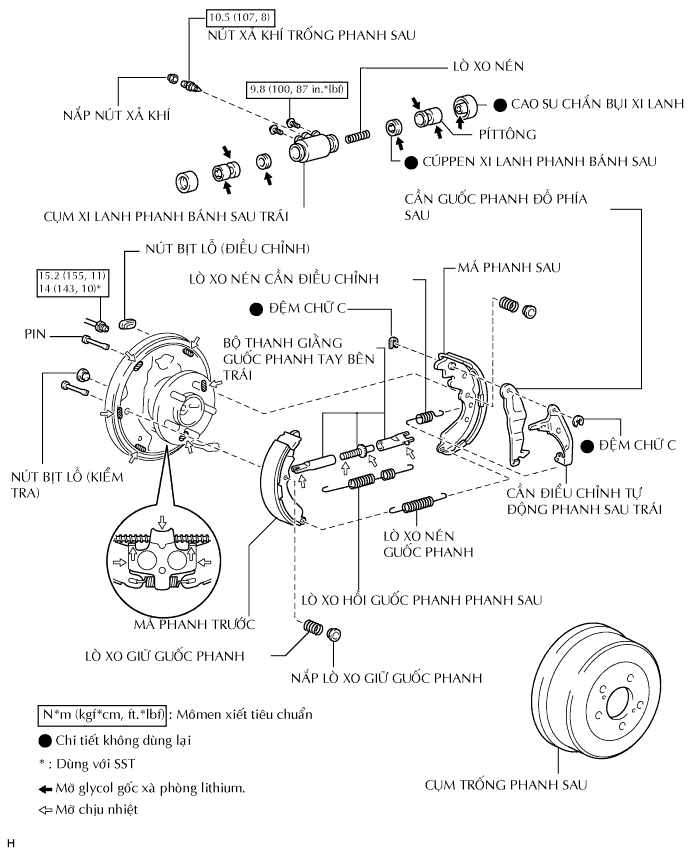 10.5 (107, 8)
NÚT XẢ KHÍ TRỐNG PHANH SAU
LÒ XO NÉN
NẮP NÚT XẢ KHÍ
9.8 (100, 87 in.*lbf)
CAO SU CHẮN BỤI XI LANH
PÍTTÔNG
CÚPPEN XI LANH PHANH BÁNH SAU
CỤM XI LANH PHANH BÁNH SAU TRÁI
CẦN GUỐC PHANH ĐỖ PHÍA
SAU
NÚT BỊT LỖ (ĐIỀU CHỈNH)
15.2 (155, 11)
14 (143, 10)*
LÒ XO NÉN CẦN ĐIỀU CHỈNH
MÁ PHANH SAU
ĐỆM CHỮ C
PIN
BỘ THANH GIẰNG
GUỐC PHANH TAY BÊN
TRÁI
ĐỆM CHỮ C
NÚT BỊT LỖ (KIỂM
TRA)
CẦN ĐIỀU CHỈNH TỰ
ĐỘNG PHANH SAU TRÁI
LÒ XO NÉN
GUỐC PHANH
LÒ XO HỒI GUỐC PHANH PHANH SAU
MÁ PHANH TRƯỚC
LÒ XO GIỮ GUỐC PHANH
NẮP LÒ XO GIỮ GUỐC PHANH
N*m (kgf*cm, ft.*lbf) : Mômen xiết tiêu chuẩn
Chi tiết không dùng lại
* : Dùng với SST
Mỡ glycol gốc xà phòng lithium.
Mỡ chịu nhiệt
CỤM TRỐNG PHANH SAU
H